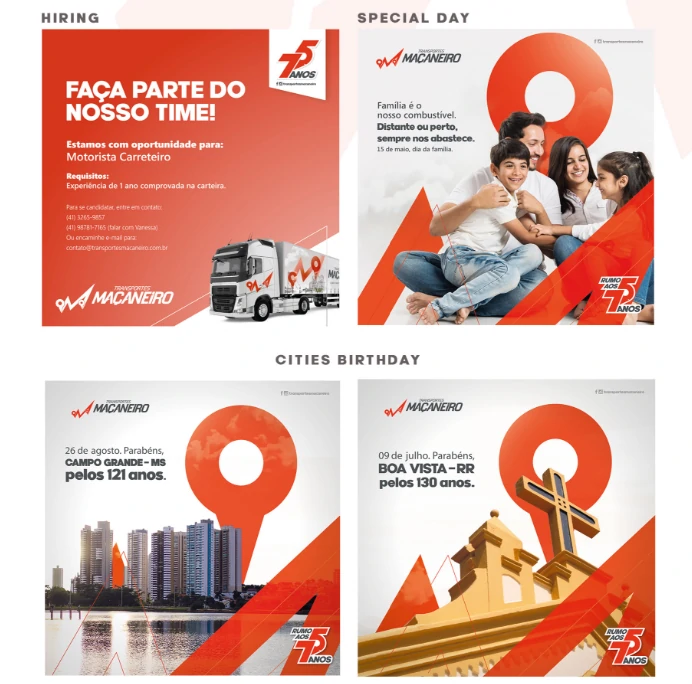 HIRING
FAÇA PARTE DO
NOSSO TIME!
Estamos com oportunidade para:
Motorista Carreteiro
Requisitos:
Experiência de 1 ano comprovada na carteira.
Para se candidatar, entre em contato:
(41) 3265-9857
(41) 98781-7165 (falar com Vanessa)
Ou encaminhe e-mail para:
contato@transportesmacaneiro.com.br
TRANSPORTES
MAÇANEIRO
75
ANOS
SPECIAL DAY
TRANSPORTES
MAÇANEIRO
Família é o
nosso combustível.
Distante ou perto,
sempre nos abastece.
15 de maio, dia da família.
RUMO
AOS 75
ANOS
CITIES BIRTHDAY
TRANSPORTES
MAÇANEIRO
26 de agosto. Parabéns,
CAMPO GRANDE - MS
pelos 121 anos.
RUMO
AOS 75
ANOS
TRANSPORTES
MAÇANEIRO
09 de julho. Parabéns,
BOA VISTA - RR
pelos 130 anos.
RUMO
AOS 75
ANOS